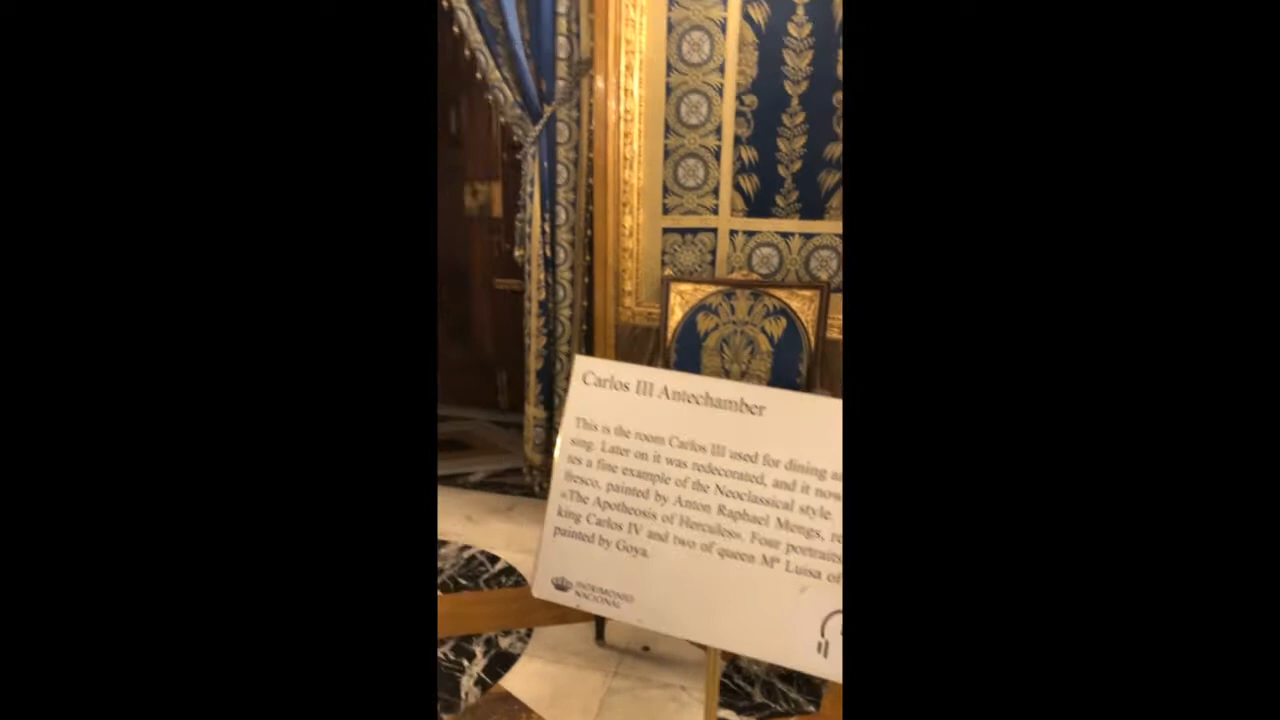 Carlos III Antechamber
This is the room Carlos III used for dining a
sing. Later on it was redecorated, and it now
tes a fine example of the Neoclassical style.
fresco, painted by Anton Raphael Mengs, re
«The Apotheosis of Hercules». Four portraits
king Carlos IV and two of queen Mª Luisa of
painted by Goya.
PATRIMONIO
NACIONAL